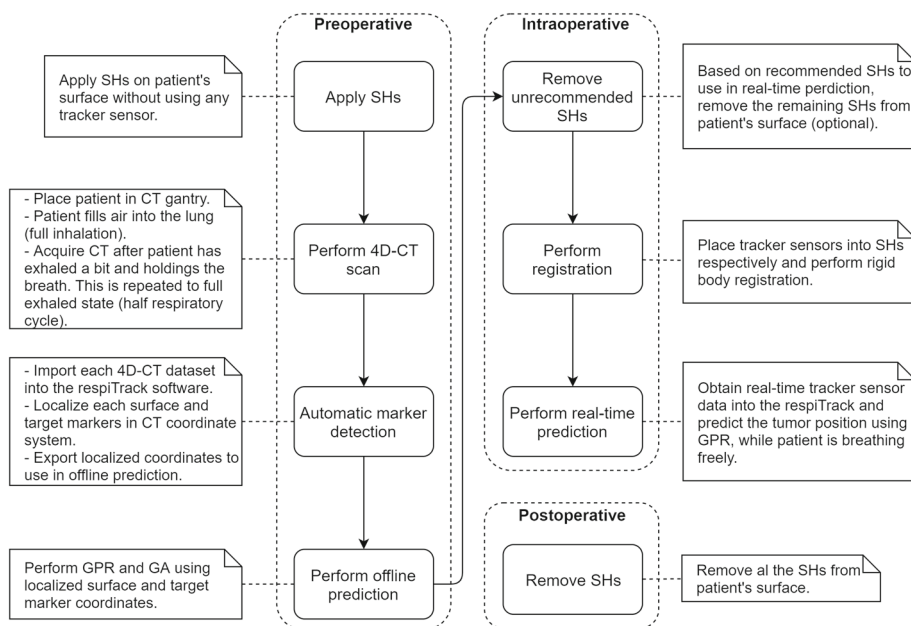 Preoperative
Intraoperative
Apply SHs on patient's
surface without using any
tracker sensor.
Apply SHs
Remove
unrecommended
SHs
Based on recommended SHs to
use in real-time perdiction,
remove the remaining SHs from
patient's surface (optional).
- Place patient in CT gantry.
- Patient fills air into the lung
(full inhalation).
- Acquire CT after patient has
exhaled a bit and holdings the
breath. This is repeated to full
exhaled state (half respiratory
cycle).
Perform 4D-CT
scan
Perform
registration
Place tracker sensors into SHs
respectively and perform rigid
body registration.
- Import each 4D-CT dataset
into the respiTrack software.
- Localize each surface and
target markers in CT coordinate
system.
- Export localized coordinates to
use in offline prediction.
Automatic marker
detection
Perform real-time
prediction
Obtain real-time tracker sensor
data into the respiTrack and
predict the tumor position using
GPR, while patient is breathing
freely.
Postoperative
Perform GPR and GA using
localized surface and target
marker coordinates.
Perform offline
prediction
Remove SHs
Remove al the SHs from
patient's surface.